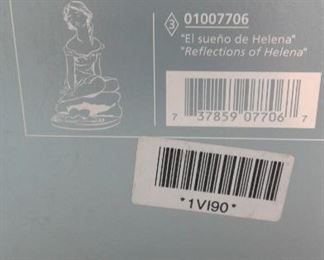 3 01007706
"El sueño de Helena"
"Reflections of Helena"
7 37859 07706 7
*1VI90*